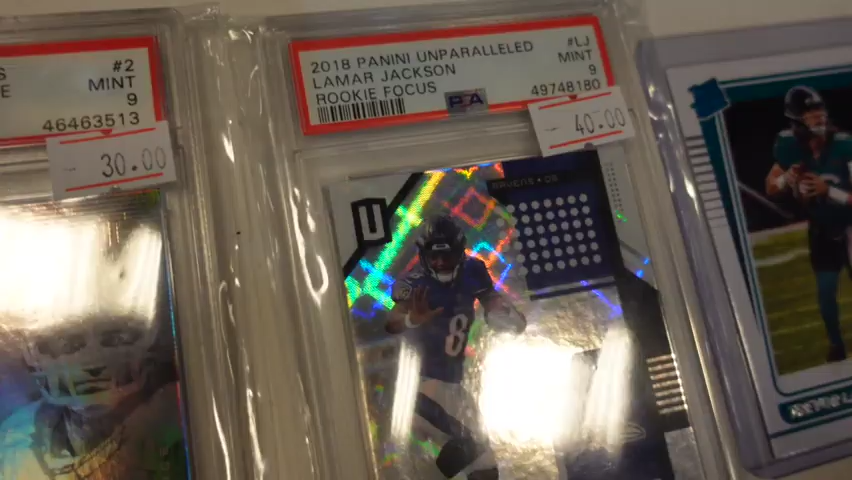 #2
MINT
9
46463513
30.00
2018 PANINI UNPARALLELED
LAMAR JACKSON
ROOKIE FOCUS
#LJ
MINT
9
49748180
PSA
40.00
U
RAVENS • QB
8